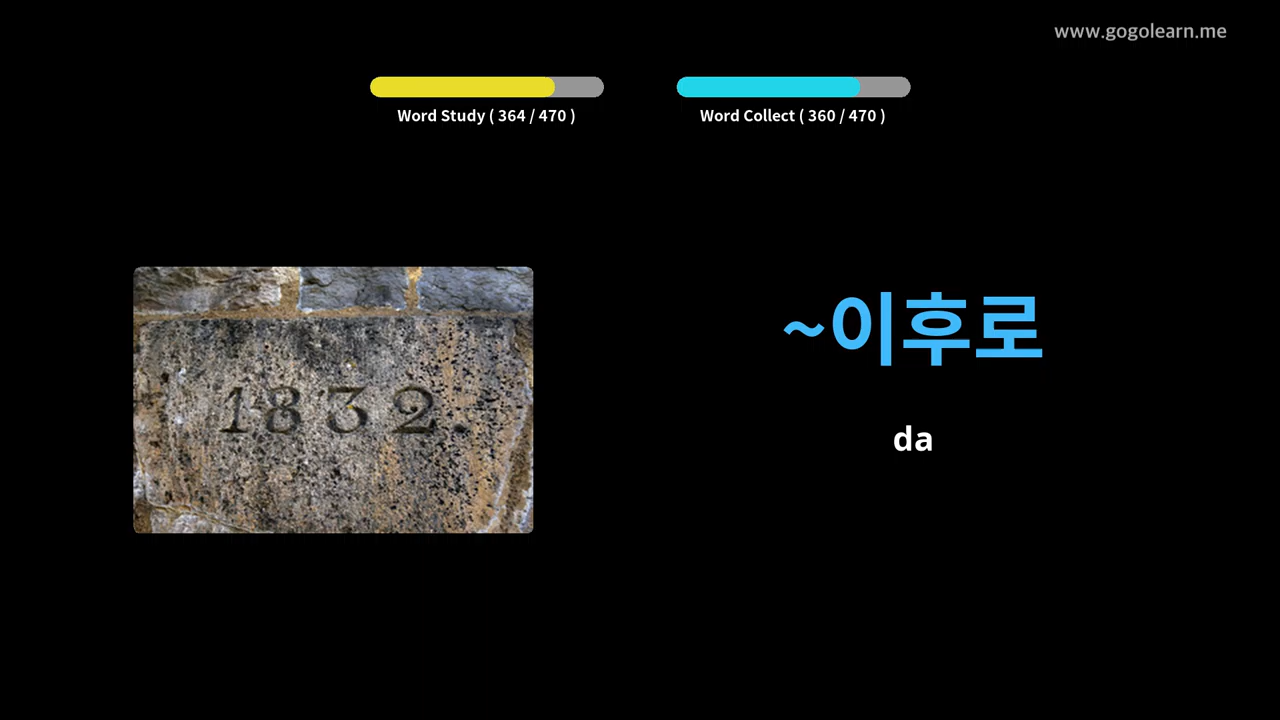 www.gogolearn.me
Word Study ( 364 / 470 )
Word Collect ( 360 / 470 )
1832.
~이후로
da